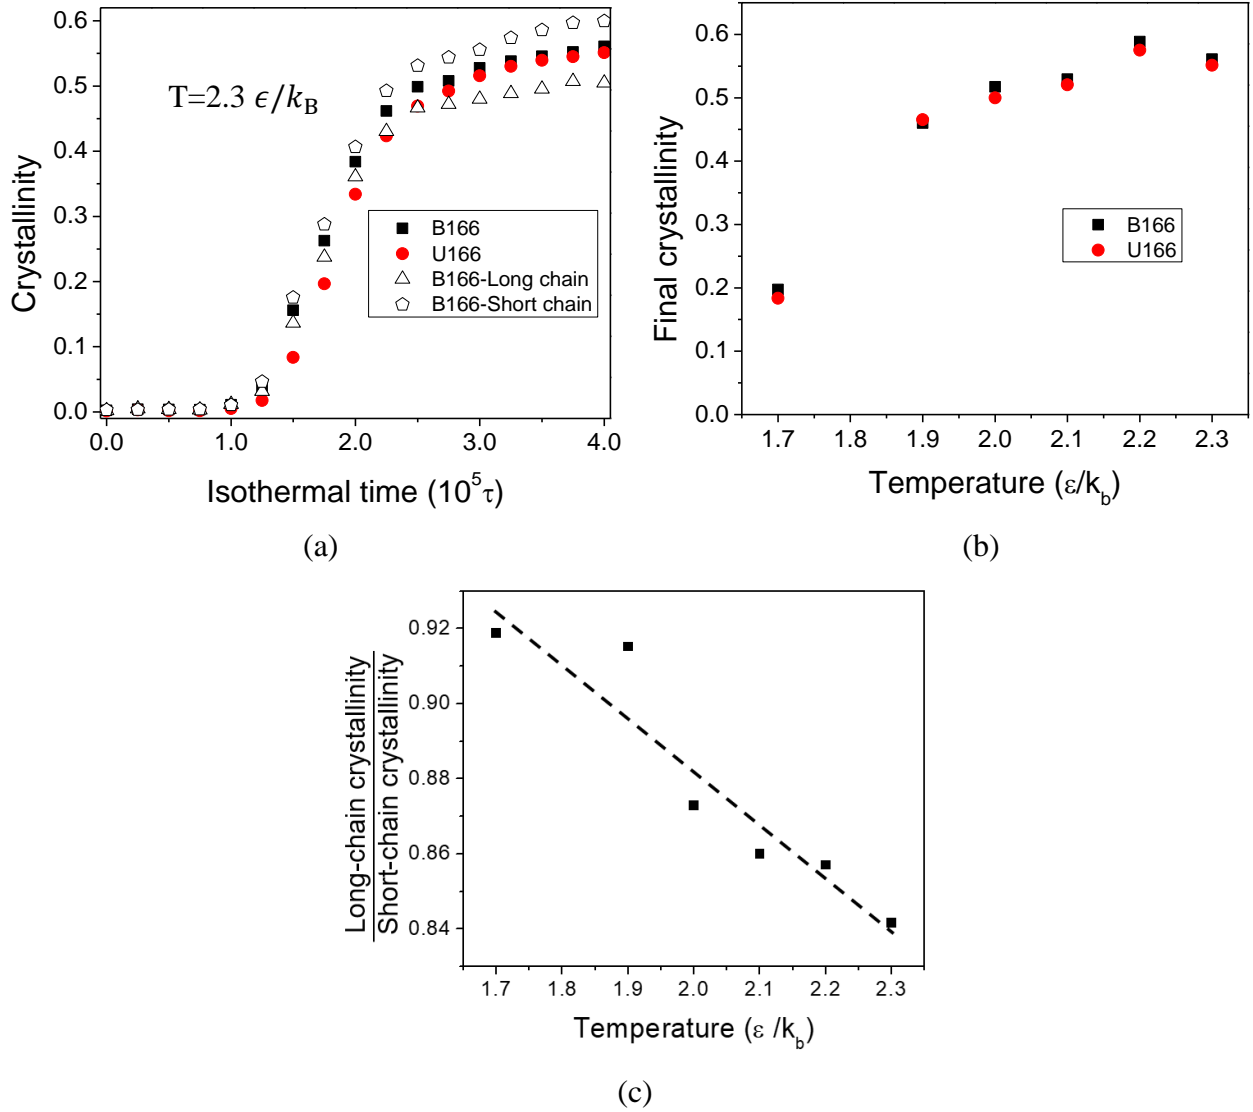 0.6
0.5
0.4
0.3
0.2
0.1
0.0
Crystallinity
T=2.3 ϵ/k_B
B166
U166
B166-Long chain
B166-Short chain
0.0 1.0 2.0 3.0 4.0
Isothermal time (10^5τ)
(a)
0.6
0.5
0.4
0.3
0.2
0.1
0.0
Final crystallinity
B166
U166
1.7 1.8 1.9 2.0 2.1 2.2 2.3
Temperature (ε/k_b)
(b)
0.92
0.90
0.88
0.86
0.84
Long-chain crystallinity
Short-chain crystallinity
1.7 1.8 1.9 2.0 2.1 2.2 2.3
Temperature (ε /k_b)
(c)